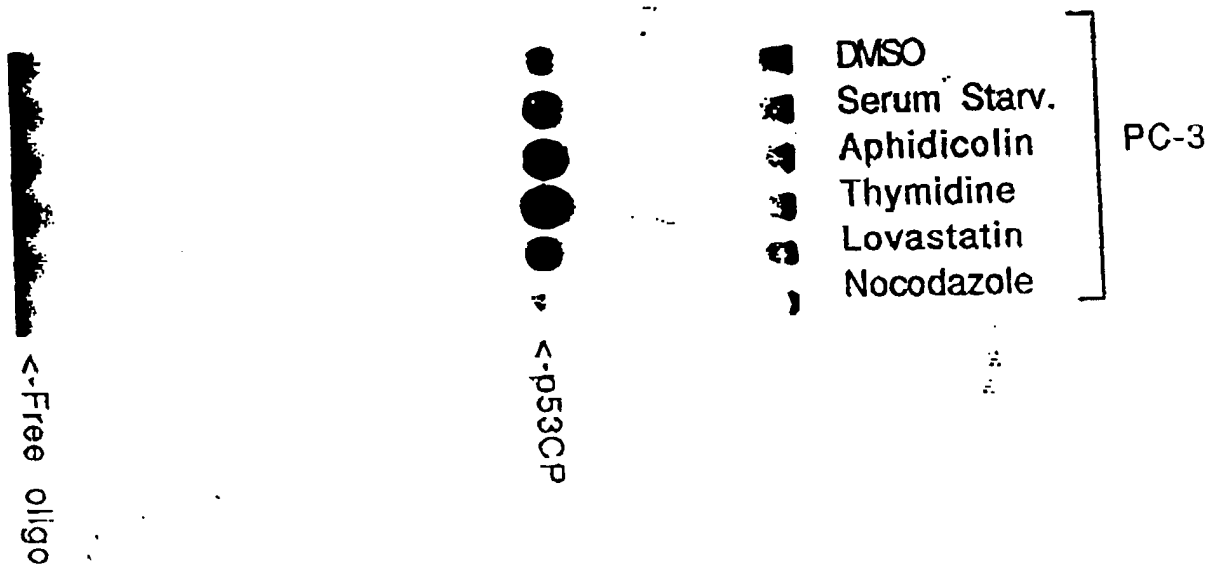 DMSO
Serum Starv.
Aphidicolin
Thymidine
Lovastatin
Nocodazole
PC-3
<-p53CP
<-Free oligo